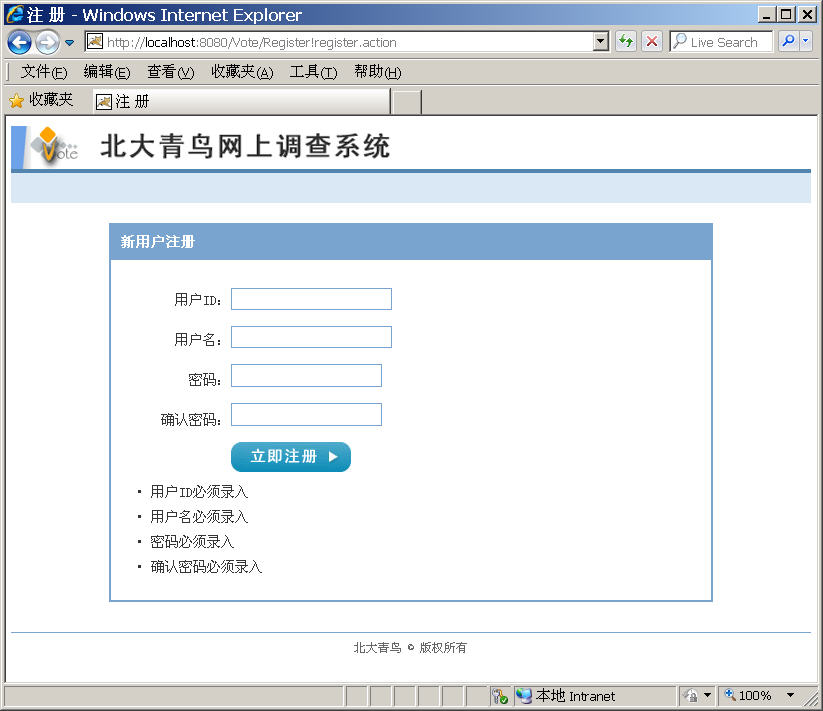 注 册 - Windows Internet Explorer
http://localhost:8080/Vote/Register!register.action
Live Search
文件(F) 编辑(E) 查看(V) 收藏夹(A) 工具(T) 帮助(H)
收藏夹 注 册
Vote 北大青鸟网上调查系统
新用户注册
用户ID:
用户名:
密码:
确认密码:
立即注册
• 用户ID必须录入
• 用户名必须录入
• 密码必须录入
• 确认密码必须录入
北大青鸟 © 版权所有
本地 Intranet 100%